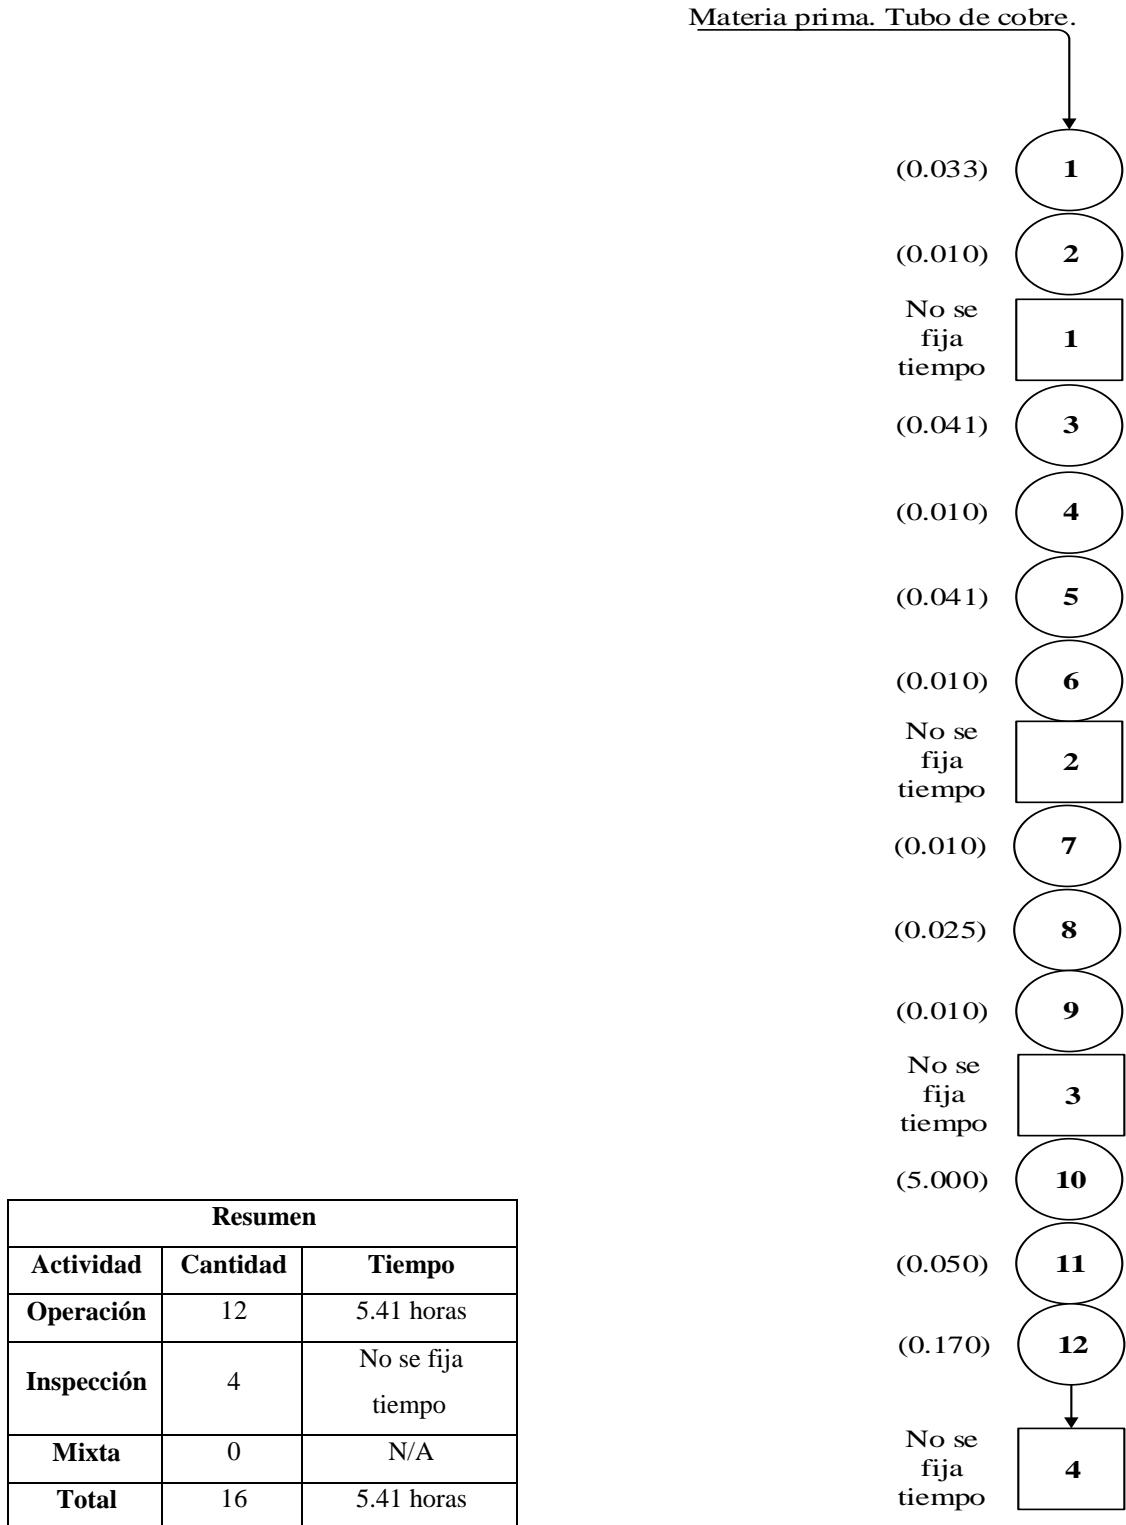 Materia prima. Tubo de cobre.
(0.033) 1
(0.010) 2
No se
fija
tiempo
1
(0.041) 3
(0.010) 4
(0.041) 5
(0.010) 6
No se
fija
tiempo
2
(0.010) 7
(0.025) 8
(0.010) 9
No se
fija
tiempo
3
(5.000) 10
(0.050) 11
(0.170) 12
No se
fija
tiempo
4
Resumen
Actividad Cantidad Tiempo
Operación 12 5.41 horas
Inspección 4 No se fija
tiempo
Mixta 0 N/A
Total 16 5.41 horas